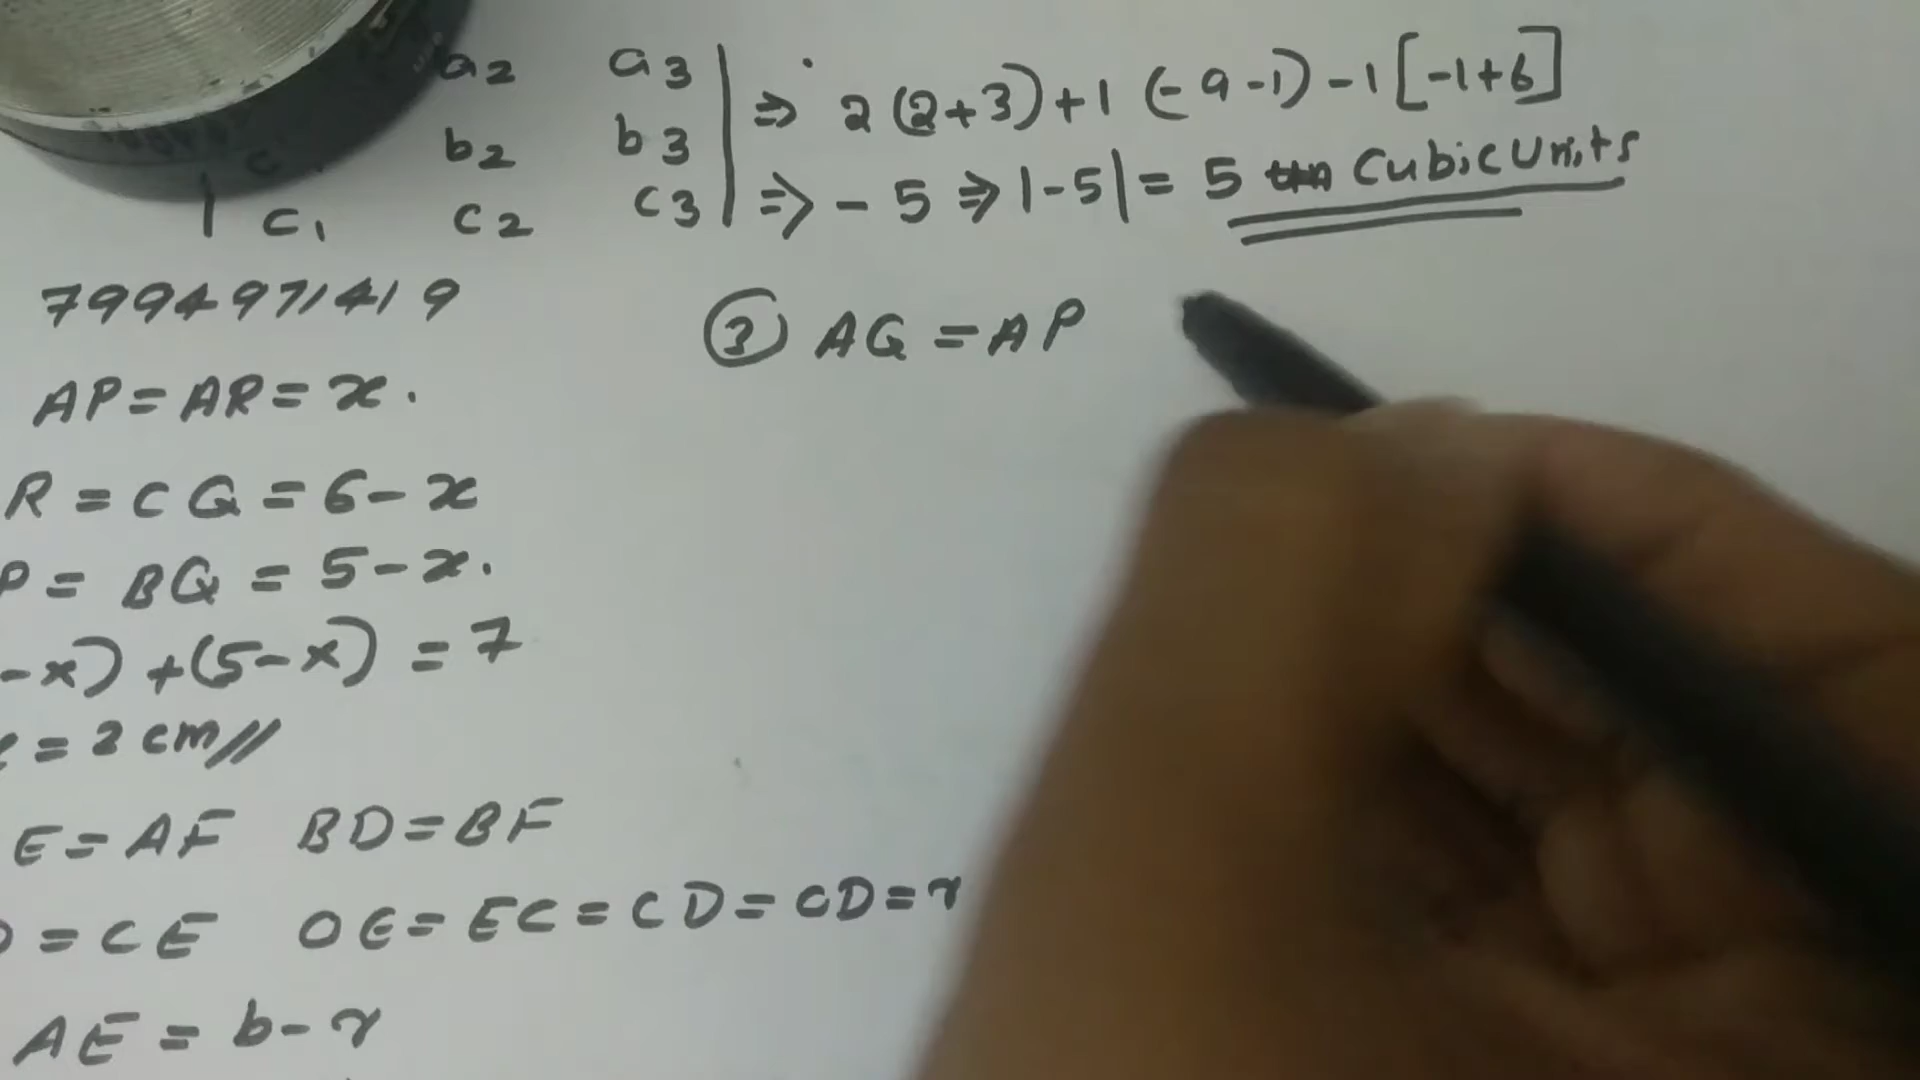 a2 a3 | ⇒ 2(2+3)+1(-9-1)-1[-1+6]
b2 b3
c1 c2 c3 | ⇒ -5 ⇒ |-5| = 5 Cubic Units
7994971419
③ AQ = AP
AP = AR = x.
R = CQ = 6-x
P = BQ = 5-x.
-x) + (5-x) = 7
= 2 cm//
E = AF BD = BF
D = CE OE = EC = CD = OD = r
AE = b-r